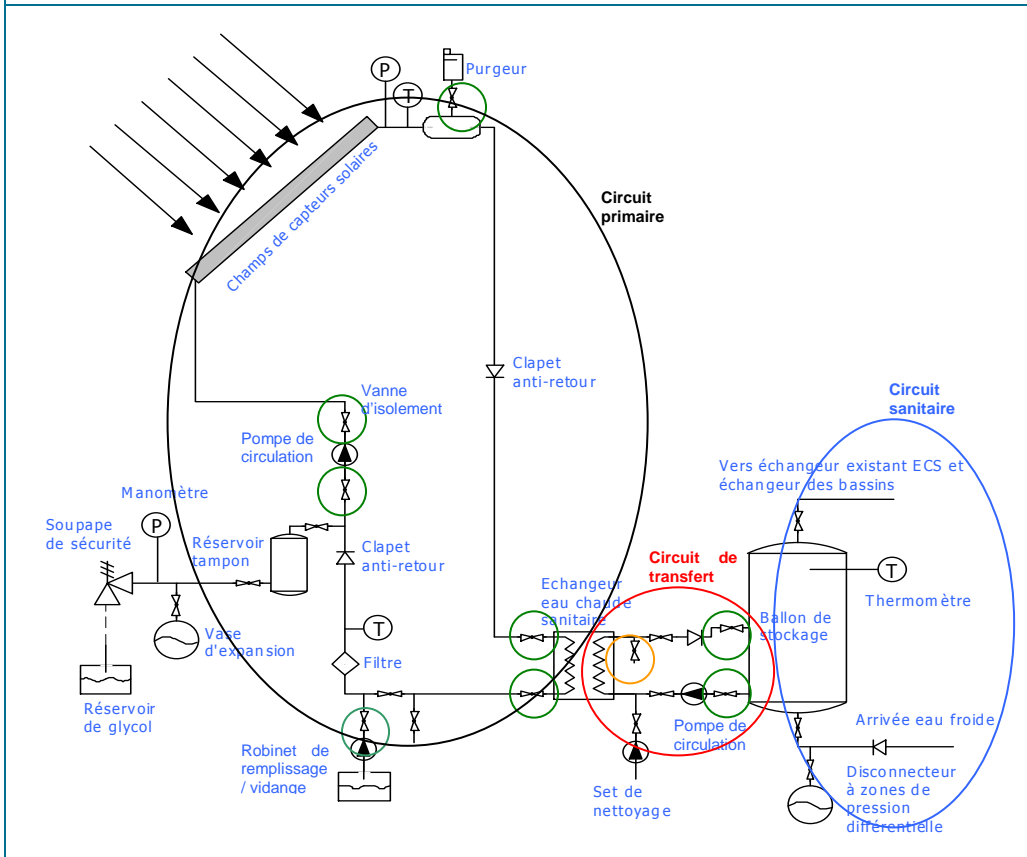 P
T
Purgeur
Champs de capteurs solaires
Circuit
primaire
Clapet
anti-retour
Vanne
d'isolement
Pompe de
circulation
Circuit
sanitaire
Vers échangeur existant ECS et
échangeur des bassins
Manomètre
P
Soupape
de sécurité
Réservoir
tampon
Clapet
anti-retour
Circuit de
transfert
Echangeur
eau chaude
sanitaire
T
Thermomètre
Ballon de
stockage
T
Vase
d'expansion
Filtre
Réservoir
de glycol
Robinet de
remplissage
/ vidange
Pompe de
circulation
Set de
nettoyage
Arrivée eau froide
Disconnecteur
à zones de
pression
différentielle